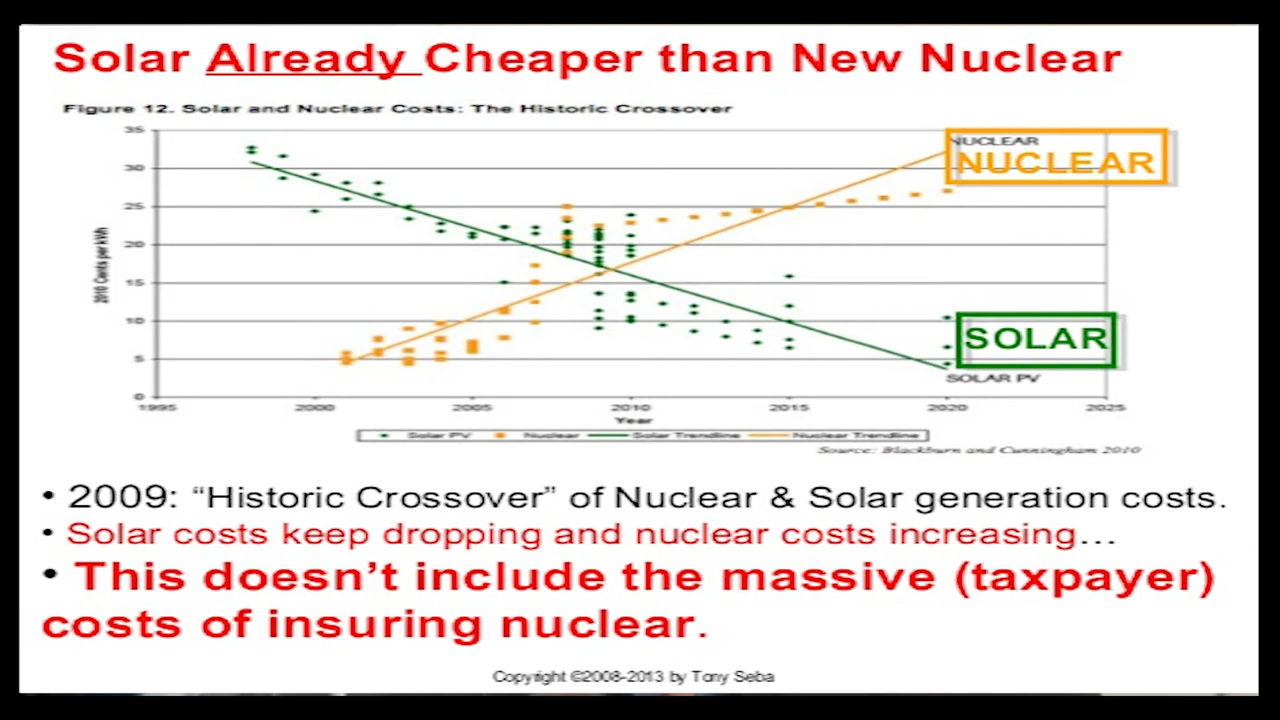 Solar Already Cheaper than New Nuclear
Figure 12. Solar and Nuclear Costs: The Historic Crossover
35
30
25
20
15
10
5
0
2010 Cents per kWh
NUCLEAR
NUCLEAR
SOLAR
SOLAR PV
1995 2000 2005 2010 2015 2020 2025
Year
Solar PV Nuclear Solar Trendline Nuclear Trendline
Source: Blackburn and Cunningham 2010
• 2009: “Historic Crossover” of Nuclear & Solar generation costs.
• Solar costs keep dropping and nuclear costs increasing…
• This doesn’t include the massive (taxpayer)
costs of insuring nuclear.
Copyright ©2008-2013 by Tony Seba